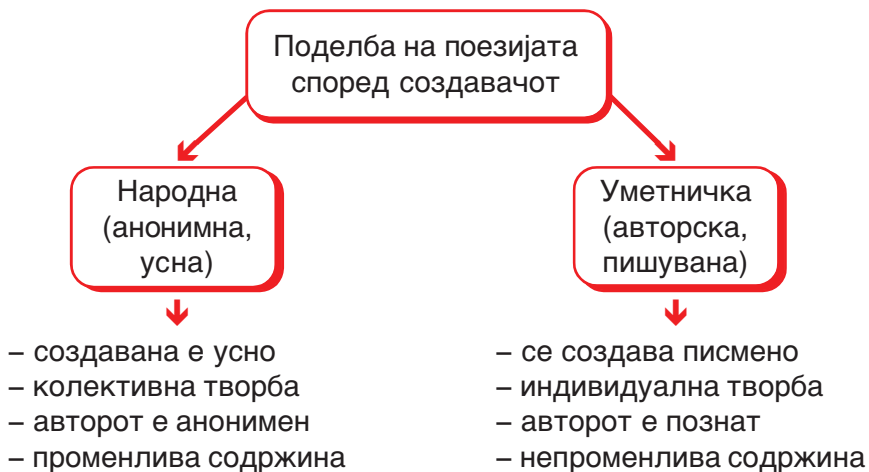 Поделба на поезијата
според создавачот
Народна
(анонимна,
усна)
Уметничка
(авторска,
пишувана)
– создавана е усно
– колективна творба
– авторот е анонимен
– променлива содржина
– се создава писмено
– индивидуална творба
– авторот е познат
– непроменлива содржина